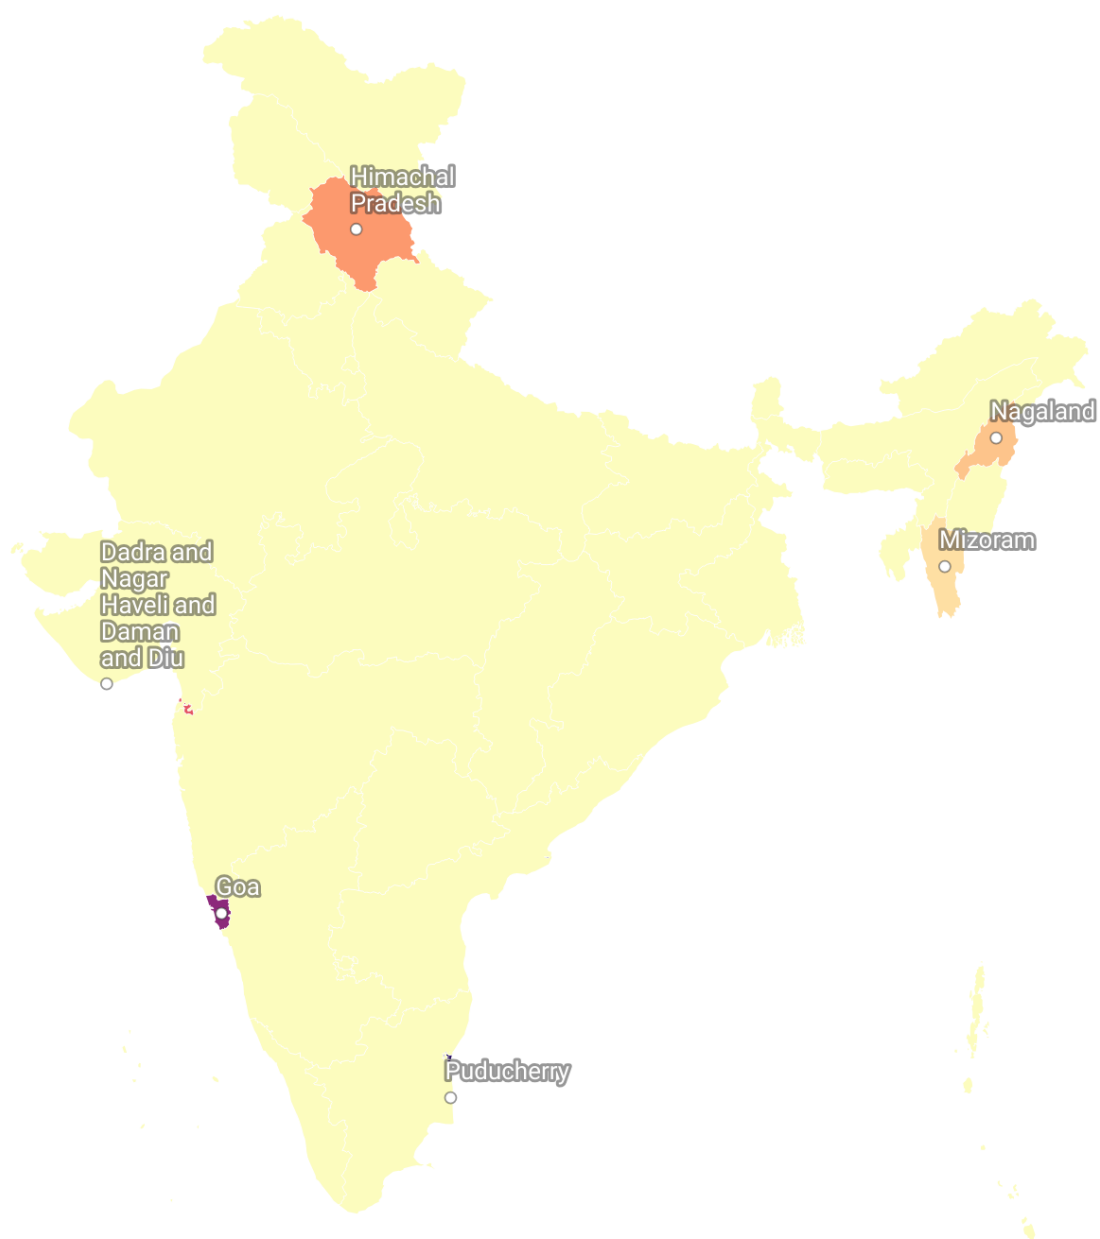 Himachal
Pradesh
Nagaland
Mizoram
Dadra and
Nagar
Haveli and
Daman
and Diu
Goa
Puducherry